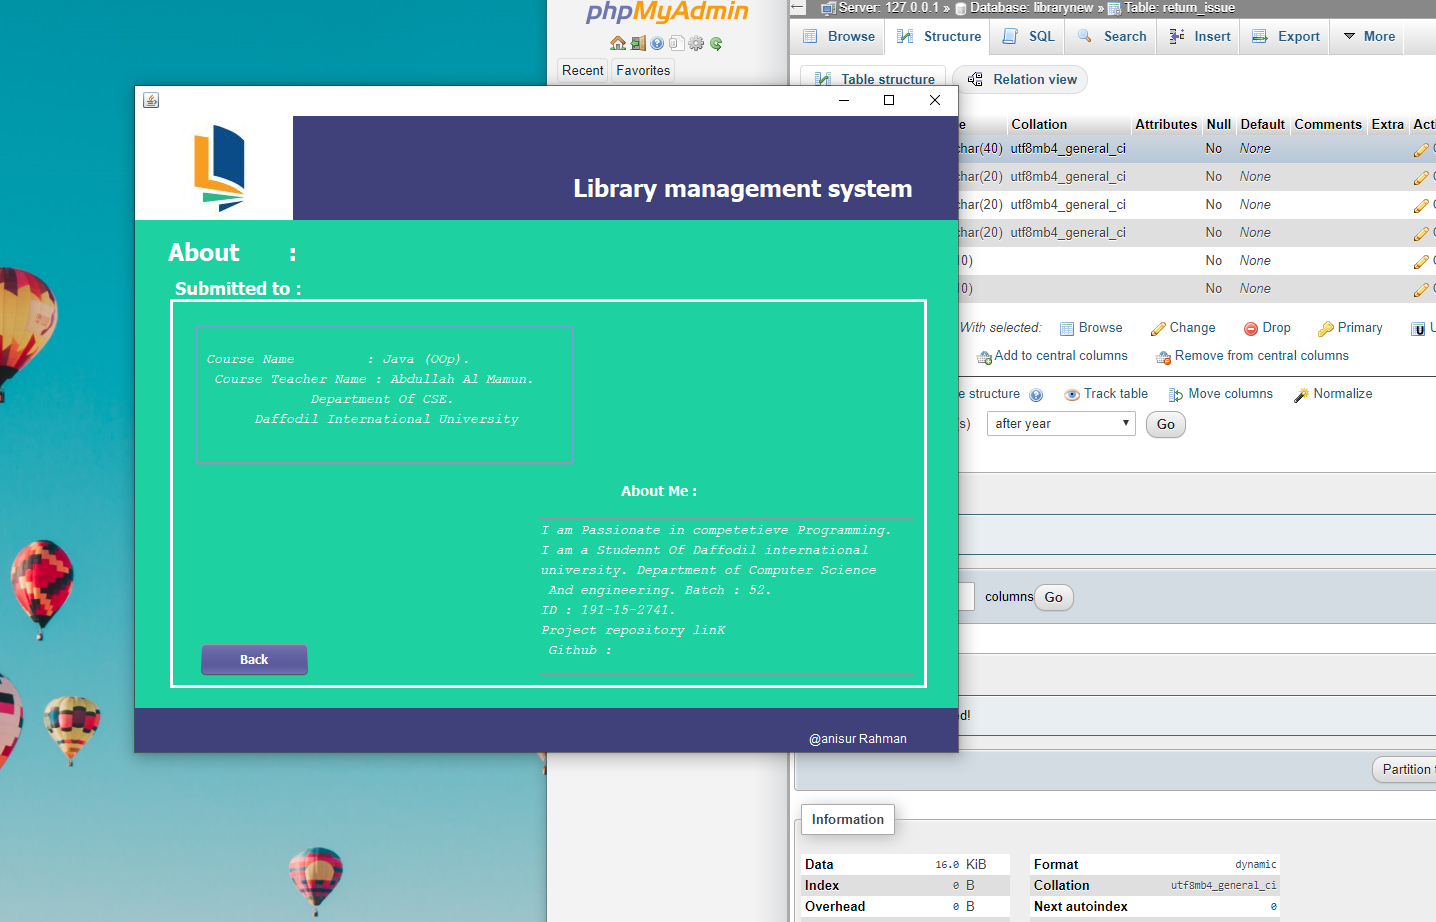 phpMyAdmin
Recent
Favorites
Server: 127.0.0.1 » Database: librarynew » Table: return_issue
Browse
Structure
SQL
Search
Insert
Export
More
Table structure
Relation view
Collation Attributes Null Default Comments Extra
char(40) utf8mb4_general_ci No None
char(20) utf8mb4_general_ci No None
char(20) utf8mb4_general_ci No None
char(20) utf8mb4_general_ci No None
No None
No None
With selected: Browse Change Drop Primary
Add to central columns Remove from central columns
structure Track table Move columns Normalize
after year Go
columns Go
Partition
Information
Data 16.0 KiB
Index 0 B
Overhead 0 B
Format dynamic
Collation utf8mb4_general_ci
Next autoindex 0
Library management system
About :
Submitted to :
Course Name : Java (OOp).
Course Teacher Name : Abdullah Al Mamun.
Department Of CSE.
Daffodil International University
About Me :
I am Passionate in competetieve Programming.
I am a Studennt Of Daffodil international
university. Department of Computer Science
And engineering. Batch : 52.
ID : 191-15-2741.
Project repository linK
Github :
Back
@anisur Rahman